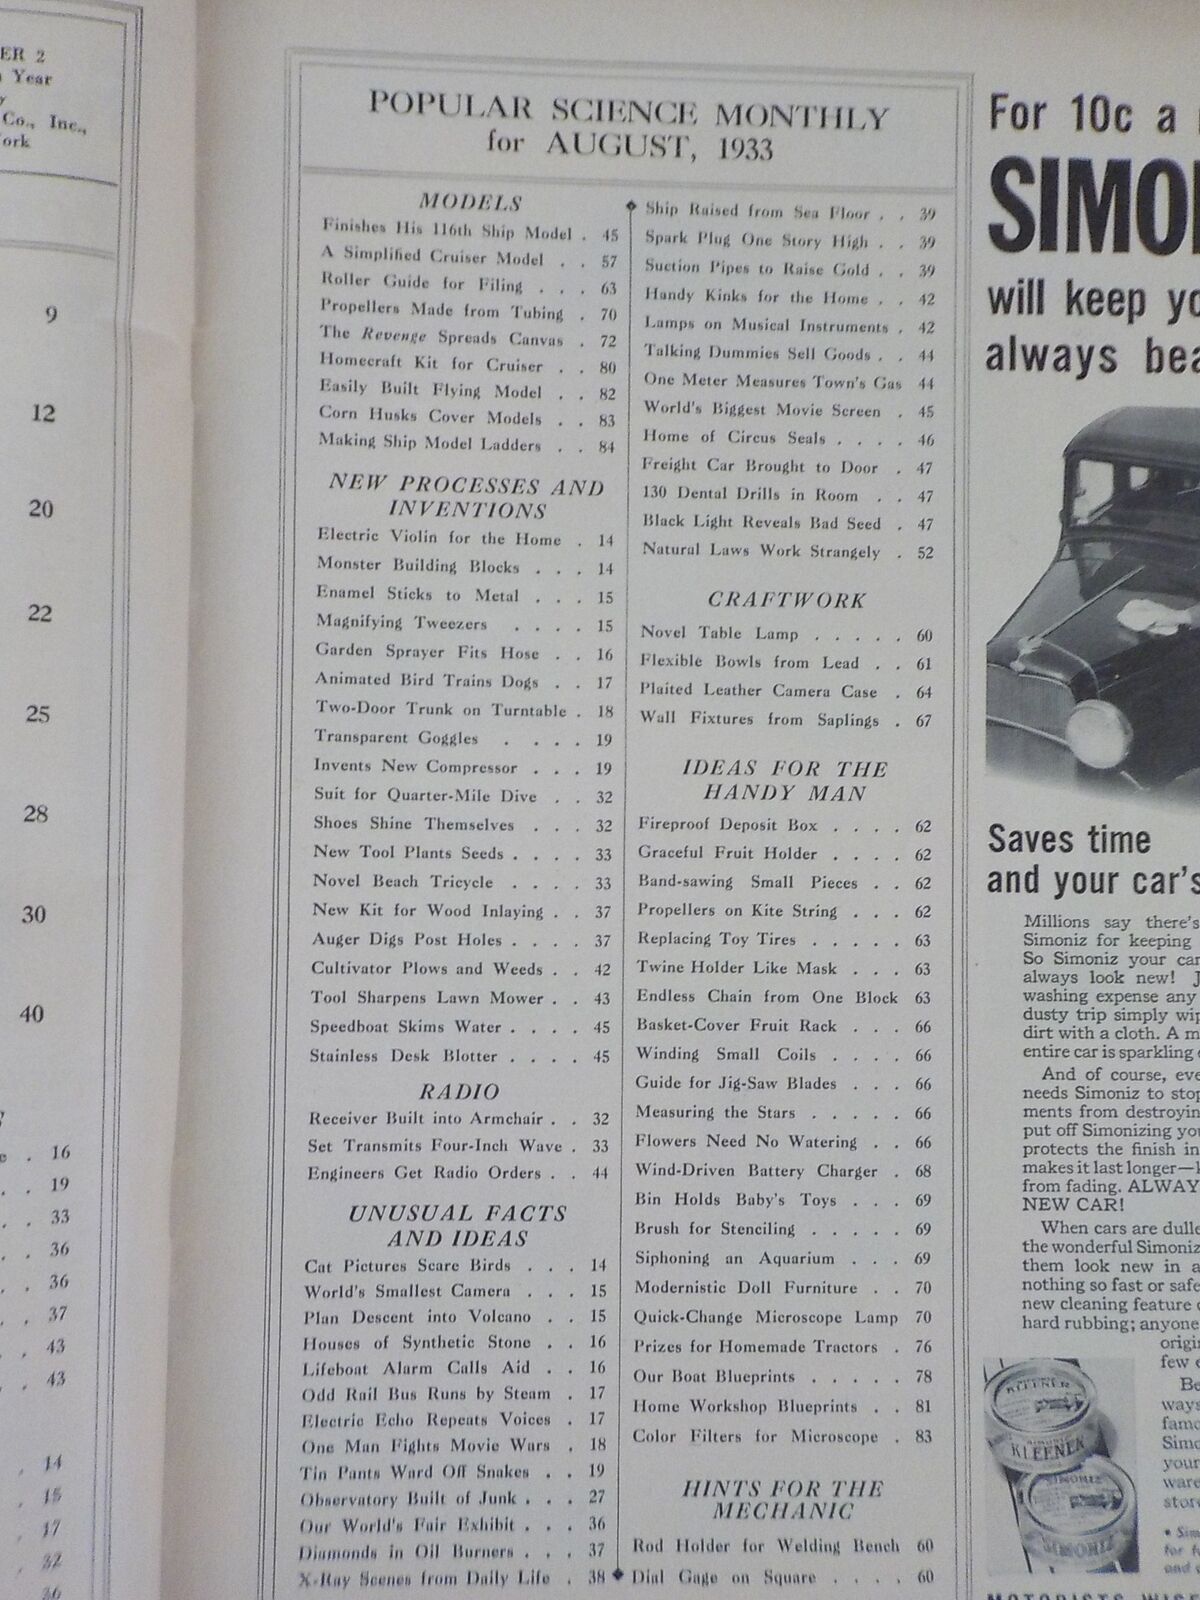 ER 2
Year
Co., Inc.,
ork
9
12
20
22
25
28
30
40
. 16
. . 19
. . 33
. . 36
. . 36
. . 37
. . 43
. . 43
. 14
. 15
. 17
. 32
36
POPULAR SCIENCE MONTHLY
for AUGUST, 1933
MODELS
Finishes His 116th Ship Model . 45
A Simplified Cruiser Model . . 57
Roller Guide for Filing . . . 63
Propellers Made from Tubing . 70
The Revenge Spreads Canvas . 72
Homecraft Kit for Cruiser . . 80
Easily Built Flying Model . . 82
Corn Husks Cover Models . . 83
Making Ship Model Ladders . . 84
NEW PROCESSES AND
INVENTIONS
Electric Violin for the Home . 14
Monster Building Blocks . . . 14
Enamel Sticks to Metal . . . 15
Magnifying Tweezers . . . . 15
Garden Sprayer Fits Hose . . 16
Animated Bird Trains Dogs . . 17
Two-Door Trunk on Turntable . 18
Transparent Goggles . . . . 19
Invents New Compressor . . . 19
Suit for Quarter-Mile Dive . . 32
Shoes Shine Themselves . . . 32
New Tool Plants Seeds . . . . 33
Novel Beach Tricycle . . . . 33
New Kit for Wood Inlaying . . 37
Auger Digs Post Holes . . . . 37
Cultivator Plows and Weeds . . 42
Tool Sharpens Lawn Mower . . 43
Speedboat Skims Water . . . . 45
Stainless Desk Blotter . . . . 45
RADIO
Receiver Built into Armchair . . 32
Set Transmits Four-Inch Wave . 33
Engineers Get Radio Orders . . 44
UNUSUAL FACTS
AND IDEAS
Cat Pictures Scare Birds . . . 14
World's Smallest Camera . . . 15
Plan Descent into Volcano . . 15
Houses of Synthetic Stone . . 16
Lifeboat Alarm Calls Aid . . 16
Odd Rail Bus Runs by Steam . 17
Electric Echo Repeats Voices . 17
One Man Fights Movie Wars . 18
Tin Pants Ward Off Snakes . . 19
Observatory Built of Junk . . . 27
Our World's Fair Exhibit . . . 36
Diamonds in Oil Burners . . . 37
X-Ray Scenes from Daily Life . 38
Ship Raised from Sea Floor . . 39
Spark Plug One Story High . . 39
Suction Pipes to Raise Gold . . 39
Handy Kinks for the Home . . 42
Lamps on Musical Instruments . 42
Talking Dummies Sell Goods . . 44
One Meter Measures Town's Gas 44
World's Biggest Movie Screen . 45
Home of Circus Seals . . . . 46
Freight Car Brought to Door . 47
130 Dental Drills in Room . . 47
Black Light Reveals Bad Seed . 47
Natural Laws Work Strangely . 52
CRAFTWORK
Novel Table Lamp . . . . . 60
Flexible Bowls from Lead . . 61
Plaited Leather Camera Case . 64
Wall Fixtures from Saplings . 67
IDEAS FOR THE
HANDY MAN
Fireproof Deposit Box . . . . 62
Graceful Fruit Holder . . . . 62
Band-sawing Small Pieces . . 62
Propellers on Kite String . . . 62
Replacing Toy Tires . . . . . 63
Twine Holder Like Mask . . . 63
Endless Chain from One Block 63
Basket-Cover Fruit Rack . . . 66
Winding Small Coils . . . . 66
Guide for Jig-Saw Blades . . . 66
Measuring the Stars . . . . . 66
Flowers Need No Watering . . 66
Wind-Driven Battery Charger . 68
Bin Holds Baby's Toys . . . 69
Brush for Stenciling . . . . . 69
Siphoning an Aquarium . . . 69
Modernistic Doll Furniture . . 70
Quick-Change Microscope Lamp 70
Prizes for Homemade Tractors . 76
Our Boat Blueprints . . . . . 78
Home Workshop Blueprints . . 81
Color Filters for Microscope . 83
HINTS FOR THE
MECHANIC
Rod Holder for Welding Bench 60
Dial Gage on Square . . . . 60
For 10c a
SIMO
will keep yo
always bea
Saves time
and your car's
Millions say there's
Simoniz for keeping
So Simoniz your car
always look new!
washing expense any
dusty trip simply wip
dirt with a cloth. A m
entire car is sparkling
And of course, eve
needs Simoniz to stop
ments from destroying
put off Simonizing you
protects the finish in
makes it last longer—
from fading. ALWAY
NEW CAR!
When cars are dulle
the wonderful Simoniz
them look new in a
nothing so fast or safe
new cleaning feature
hard rubbing; anyone
origin
few
Be
ways
famo
Simo
your
ware
store
• Sim
for f
and
KLEENER
SIMONIZ
KLEENER
SIMONIZ
SIMONIZ